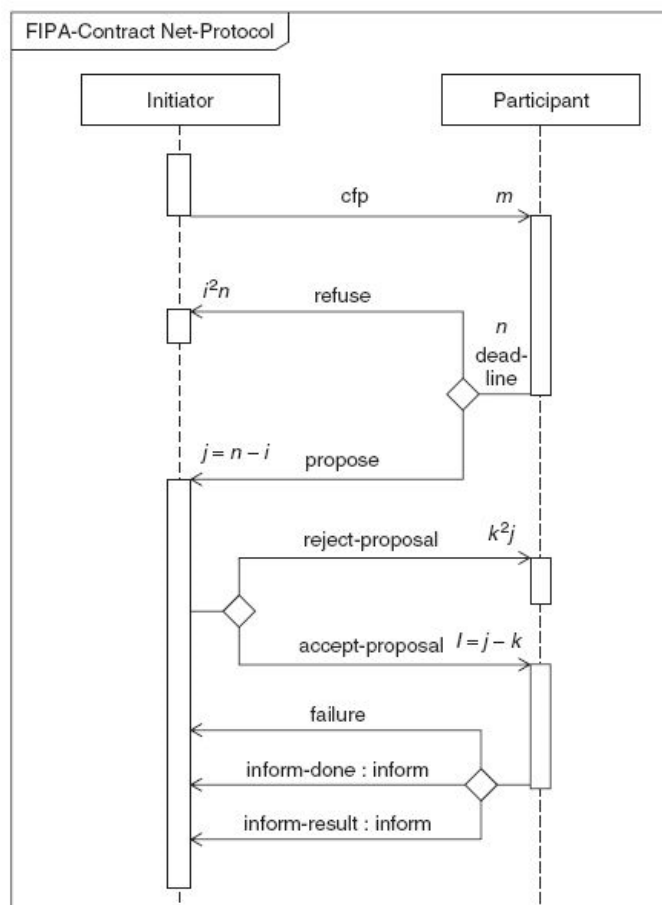 FIPA-Contract Net-Protocol
Initiator
Participant
cfp
m
i²n
refuse
n
dead-
line
j = n – i
propose
reject-proposal
k²j
accept-proposal
l = j – k
failure
inform-done : inform
inform-result : inform